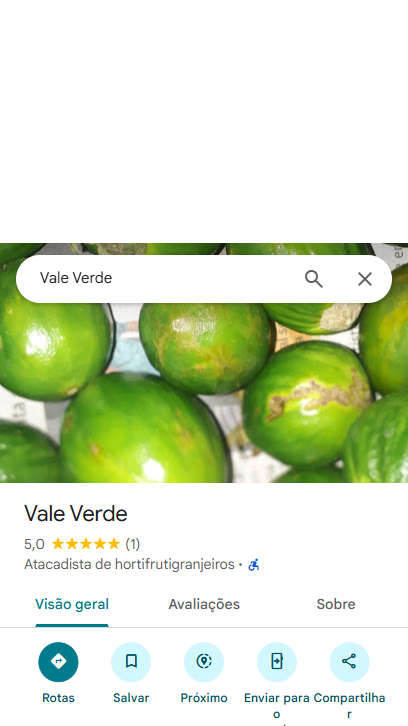 Vale Verde
Vale Verde
5,0 (1)
Atacadista de hortifrutigranjeiros ·
Visão geral
Avaliações
Sobre
Rotas
Salvar
Próximo
Enviar para
o
Compartilha
r